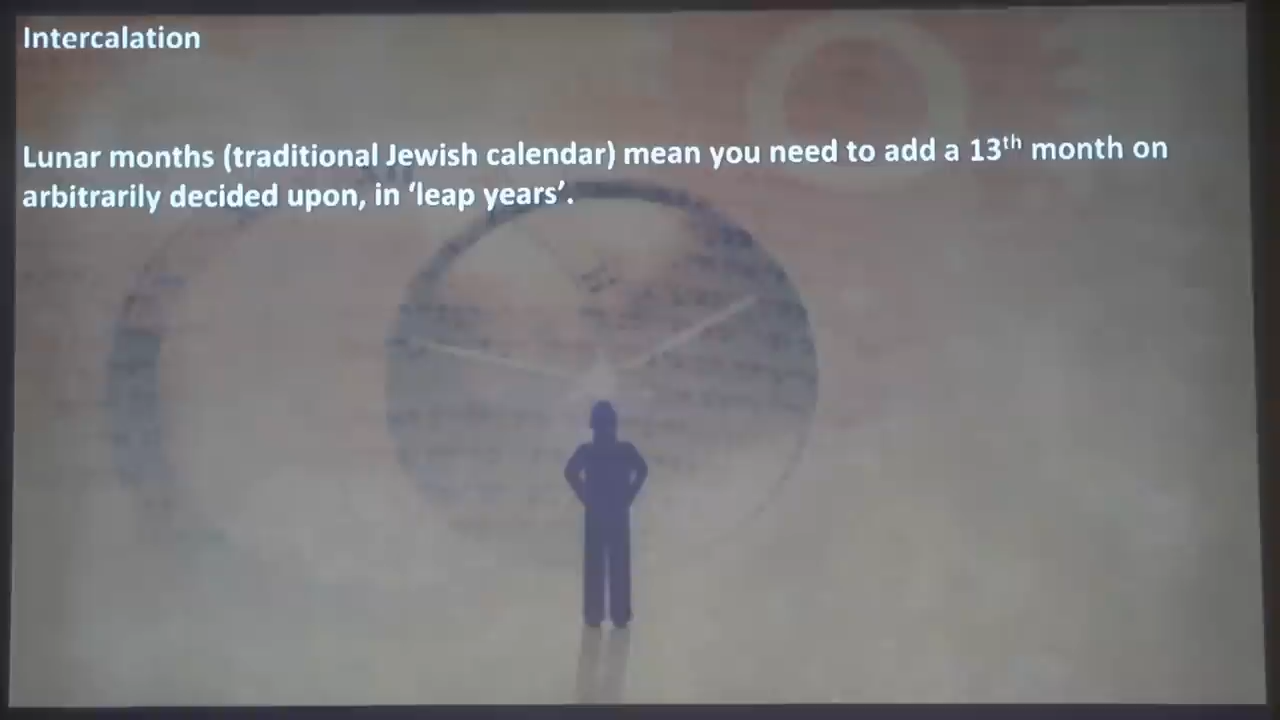 Intercalation
Lunar months (traditional Jewish calendar) mean you need to add a 13th month on
arbitrarily decided upon, in ‘leap years’.